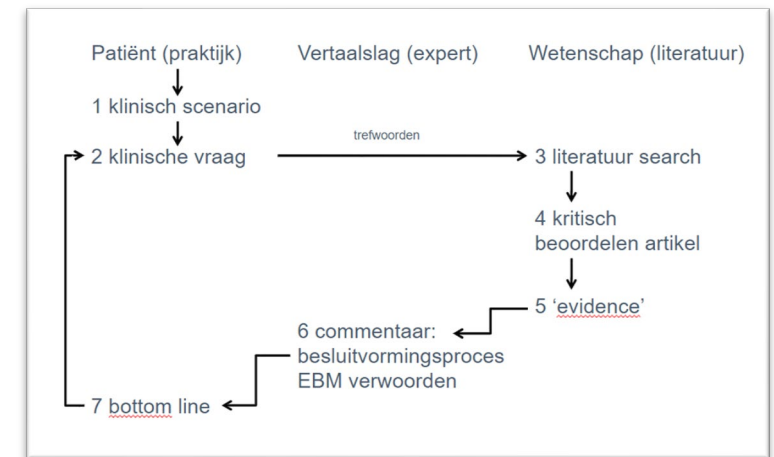 Patiënt (praktijk)
Vertaalslag (expert)
Wetenschap (literatuur)
1 klinisch scenario
trefwoorden
2 klinische vraag
3 literatuur search
4 kritisch
beoordelen artikel
5 ‘evidence’
6 commentaar:
besluitvormingsproces
EBM verwoorden
7 bottom line